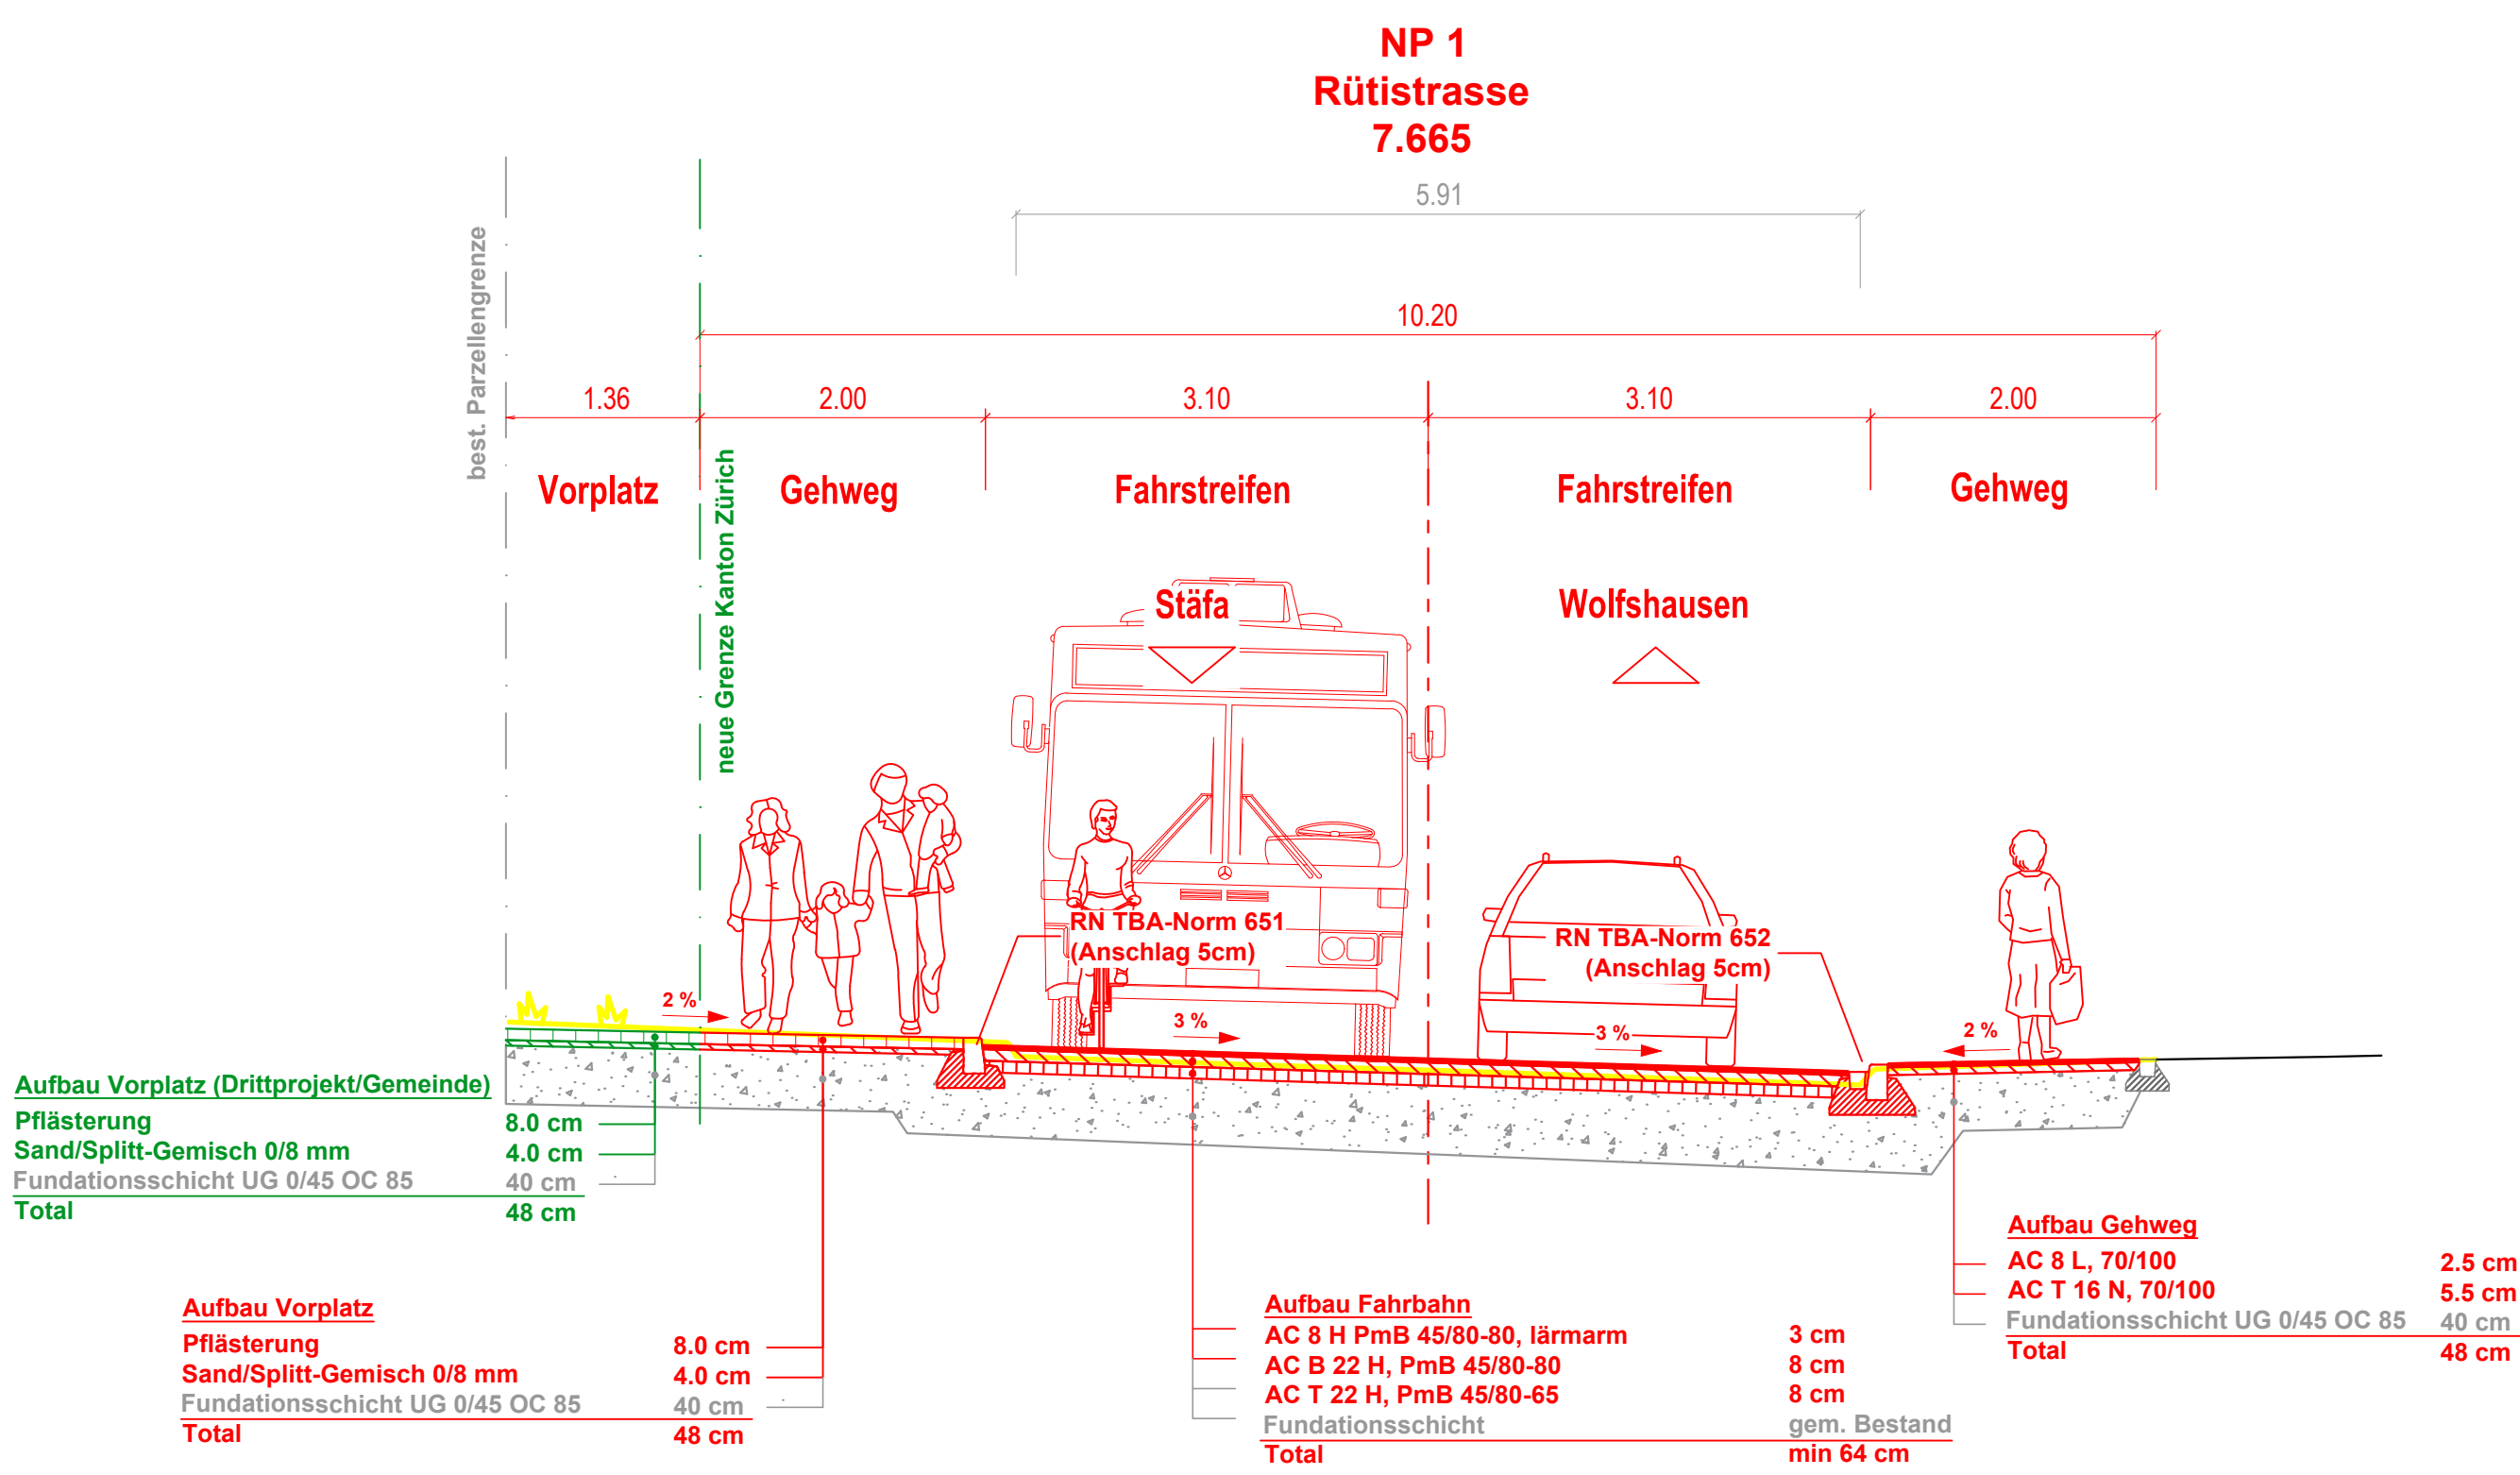 NP 1
Rütistrasse
7.665
5.91
10.20
1.36
2.00
3.10
3.10
2.00
best. Parzellengrenze
neue Grenze Kanton Zürich
Vorplatz
Gehweg
Fahrstreifen
Fahrstreifen
Gehweg
Stäfa
Wolfshausen
RN TBA-Norm 651
(Anschlag 5cm)
RN TBA-Norm 652
(Anschlag 5cm)
2 %
3 %
3 %
2 %
Aufbau Vorplatz (Drittprojekt/Gemeinde)
Pflästerung 8.0 cm
Sand/Splitt-Gemisch 0/8 mm 4.0 cm
Fundationsschicht UG 0/45 OC 85 40 cm
Total 48 cm
Aufbau Vorplatz
Pflästerung 8.0 cm
Sand/Splitt-Gemisch 0/8 mm 4.0 cm
Fundationsschicht UG 0/45 OC 85 40 cm
Total 48 cm
Aufbau Fahrbahn
AC 8 H PmB 45/80-80, lärmarm 3 cm
AC B 22 H, PmB 45/80-80 8 cm
AC T 22 H, PmB 45/80-65 8 cm
Fundationsschicht gem. Bestand
Total min 64 cm
Aufbau Gehweg
AC 8 L, 70/100 2.5 cm
AC T 16 N, 70/100 5.5 cm
Fundationsschicht UG 0/45 OC 85 40 cm
Total 48 cm